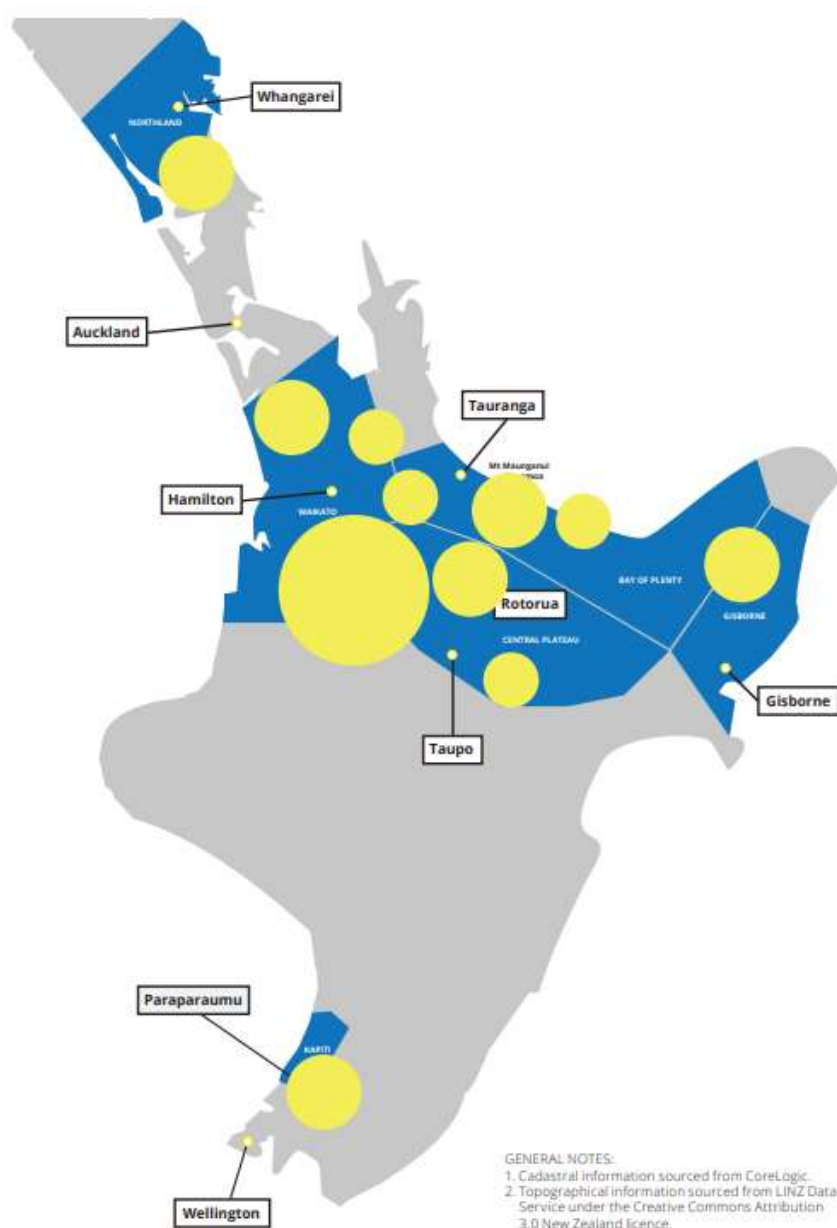 Whangarei
NORTHLAND
Auckland
Tauranga
Mt Maunganui
Hamilton
WAIKATO
BAY OF PLENTY
Rotorua
GISBORNE
CENTRAL PLATEAU
Gisborne
Taupo
Paraparaumu
KAPITI
Wellington
GENERAL NOTES:
1. Cadastral information sourced from CoreLogic.
2. Topographical information sourced from LINZ Data
Service under the Creative Commons Attribution
3.0 New Zealand licence.